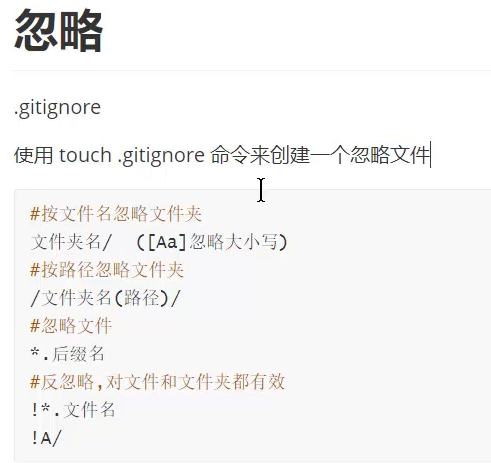 忽略
.gitignore
使用 touch .gitignore 命令来创建一个忽略文件
#按文件名忽略文件夹
文件夹名/  ([Aa]忽略大小写)
#按路径忽略文件夹
/文件夹名(路径)/
#忽略文件
*.后缀名
#反忽略,对文件和文件夹都有效
!*.文件名
!A/